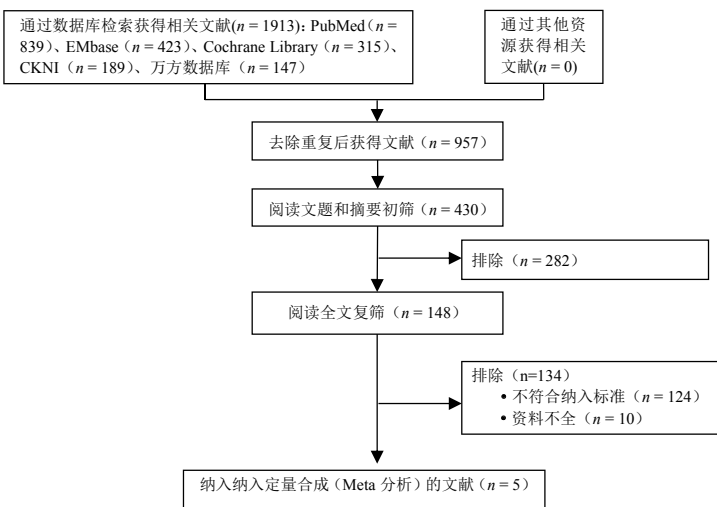 通过数据库检索获得相关文献(n = 1913)：PubMed（n =
839）、EMbase（n = 423）、Cochrane Library（n = 315）、
CKNI（n = 189）、万方数据库（n = 147）
通过其他资
源获得相关
文献(n = 0)
去除重复后获得文献（n = 957）
阅读文题和摘要初筛（n = 430）
排除（n = 282）
阅读全文复筛（n = 148）
排除（n=134）
• 不符合纳入标准（n = 124）
• 资料不全（n = 10）
纳入纳入定量合成（Meta 分析）的文献（n = 5）